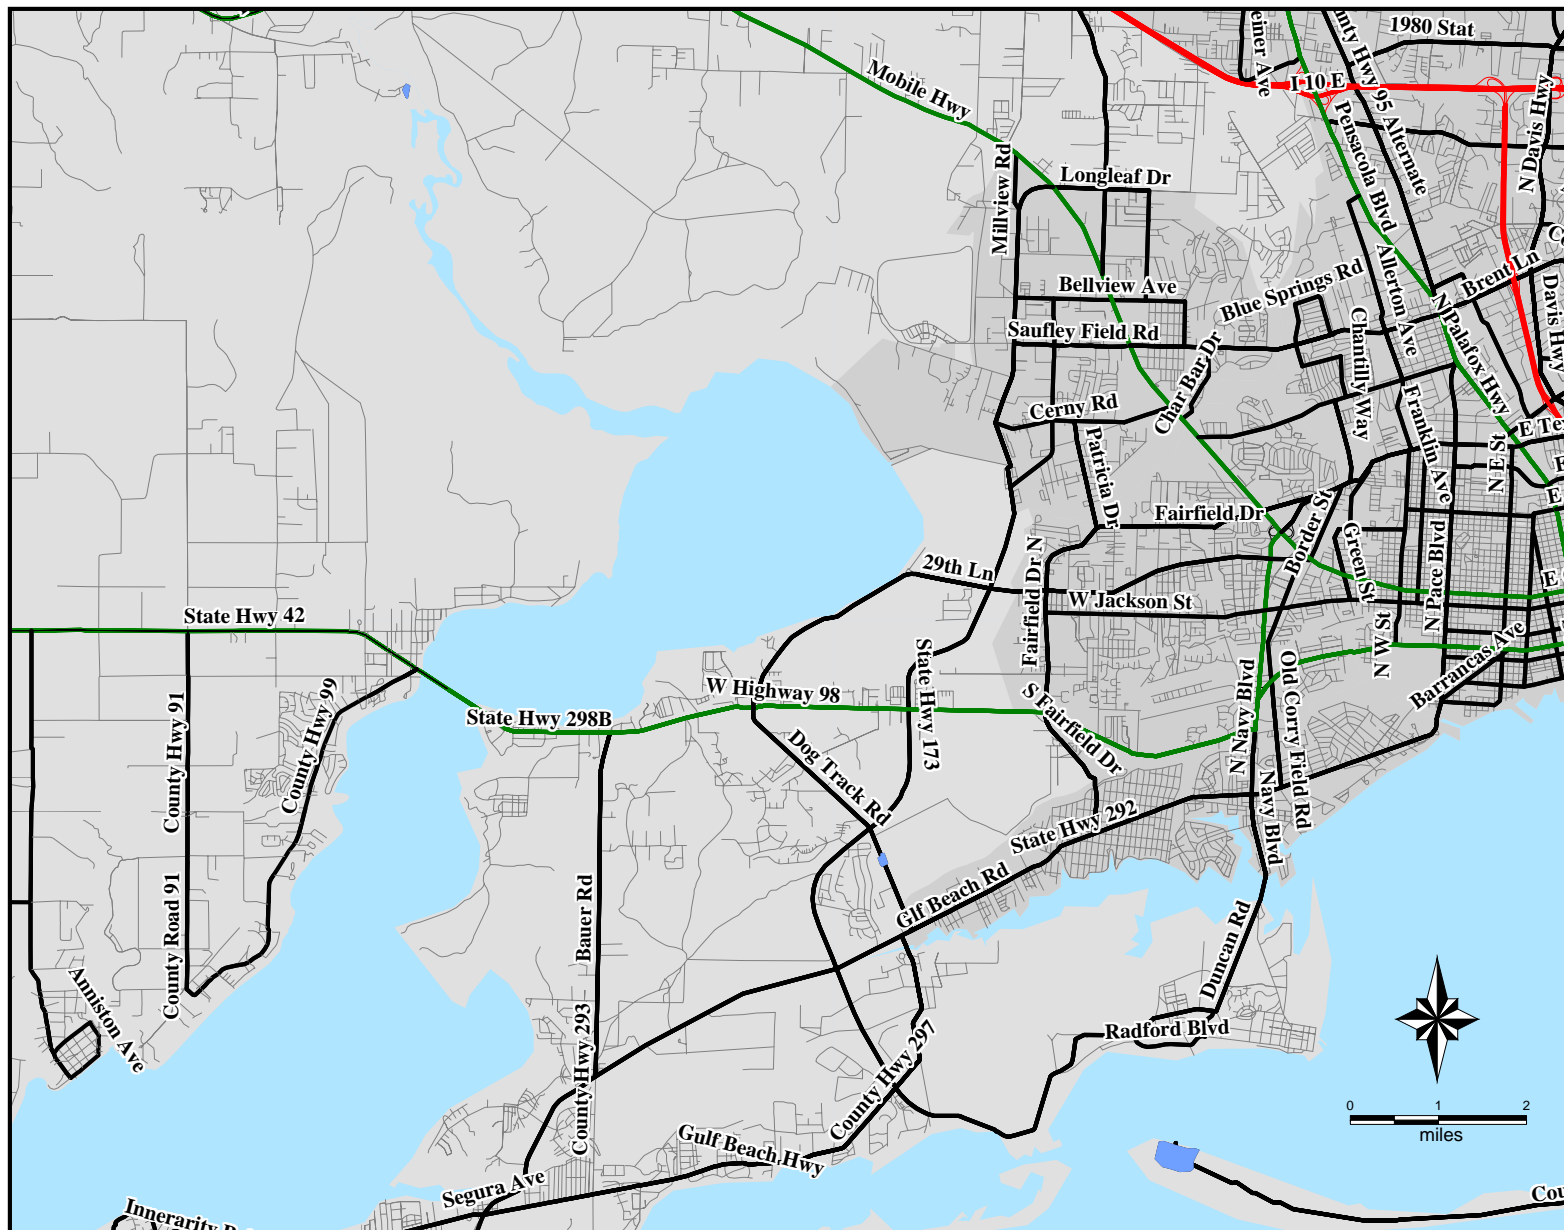 1980 Stat
Mobile Hwy
I 10 E
Pensacola Blvd
N Davis Hwy
Millview Rd
Longleaf Dr
Bellview Ave
Blue Springs Rd
Allerton Ave
Brent Ln
Davis Hwy
Saufley Field Rd
Char Bar Dr
Chantilly Way
N Palafox Hwy
Cerny Rd
Patricia Dr
Franklin Ave
N E St
Fairfield Dr
Border St
Green St
N Pace Blvd
29th Ln
Fairfield Dr N
W Jackson St
State Hwy 42
N W St
Barrancas Ave
State Hwy 173
W Highway 98
State Hwy 298B
County Hwy 91
County Hwy 99
S Fairfield Dr
N Navy Blvd
Old Corry Field Rd
Dog Track Rd
Navy Blvd
State Hwy 292
Glf Beach Rd
County Road 91
Bauer Rd
Duncan Rd
Anniston Ave
County Hwy 293
County Hwy 297
Radford Blvd
0 1 2
miles
Gulf Beach Hwy
Segura Ave
Innerarity
Cou